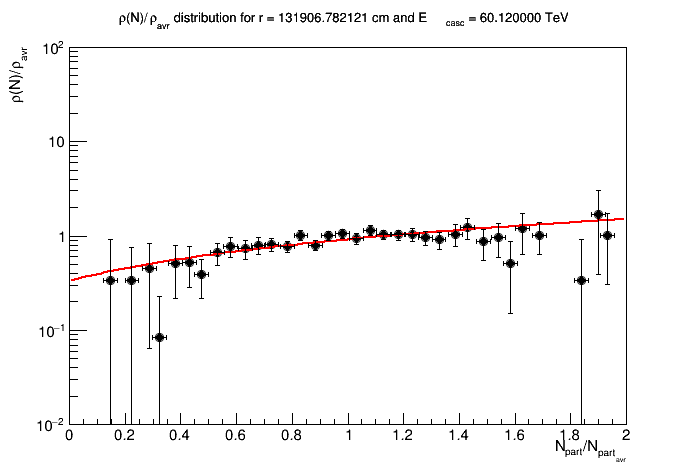 ρ(N)/ρavr distribution for r = 131906.782121 cm and E casc = 60.120000 TeV
ρ(N)/ρavr
10²
10
1
10⁻¹
10⁻²
0 0.2 0.4 0.6 0.8 1 1.2 1.4 1.6 1.8 2
Npart/Npartavr